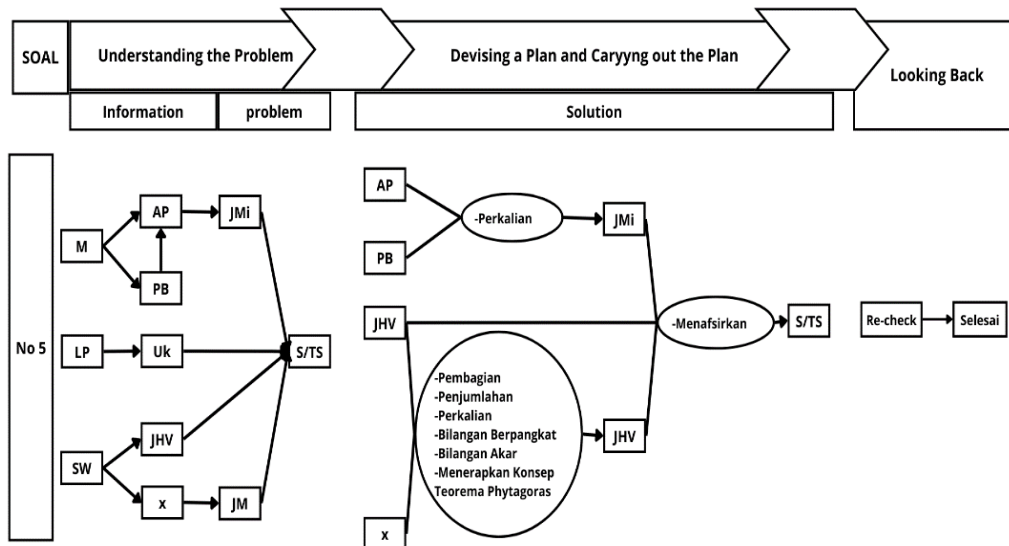 SOAL
Understanding the Problem
Devising a Plan and Caryyng out the Plan
Looking Back
Information
problem
Solution
No 5
M
AP
PB
JMi
LP
Uk
S/TS
SW
JHV
x
JM
AP
PB
-Perkalian
JMi
JHV
-Pembagian
-Penjumlahan
-Perkalian
-Bilangan Berpangkat
-Bilangan Akar
-Menerapkan Konsep
Teorema Phytagoras
x
JHV
-Menafsirkan
S/TS
Re-check
Selesai